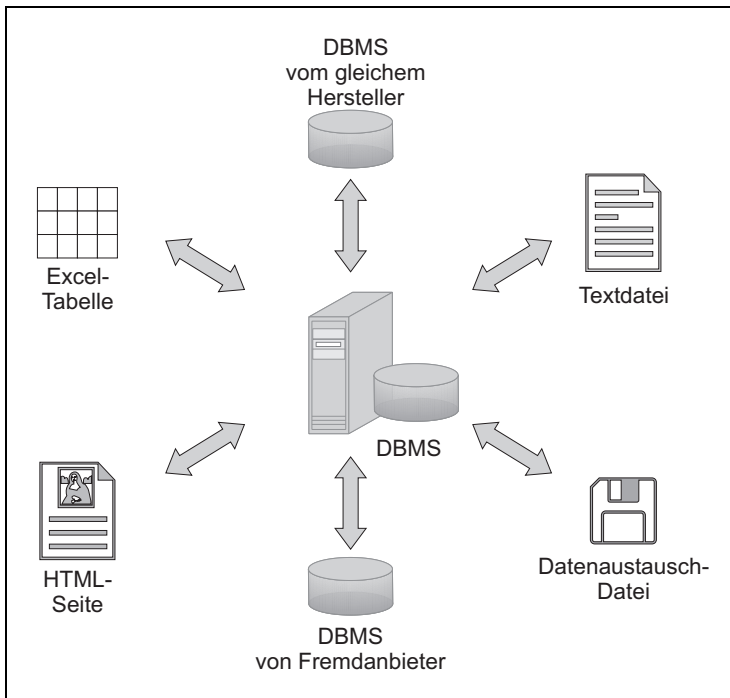 DBMS
vom gleichem
Hersteller
Excel-
Tabelle
Textdatei
DBMS
HTML-
Seite
Datenaustausch-
Datei
DBMS
von Fremdanbieter